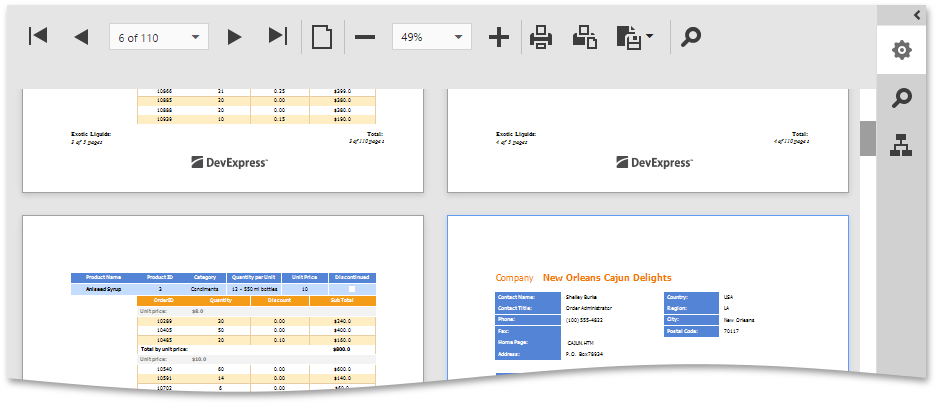 6 of 110
49%
10866 21 0.25 $399.0
10885 20 0.00 $380.0
10888 20 0.00 $380.0
10939 10 0.15 $190.0
Exotic Liquids: Total:
3 of 5 pages 3 of 110 pages
DevExpress
Exotic Liquids: Total:
4 of 5 pages 4 of 110 pages
DevExpress
Product Name Product ID Category Quantity per Unit Unit Price Discontinued
Aniseed Syrup 3 Condiments 12 - 550 ml bottles 10
OrderID Quantity Discount Sub Total
Unit price: $8.0
10289 30 0.00 $240.0
10405 50 0.00 $400.0
10485 20 0.10 $160.0
Total by unit price: $800.0
Unit price: $10.0
10540 60 0.00 $600.0
10591 14 0.00 $140.0
10702 6 0.00 $60.0
Company New Orleans Cajun Delights
Contact Name: Shelley Burke Country: USA
Contact Title: Order Administrator Region: LA
Phone: (100) 555-4822 City: New Orleans
Fax: Postal Code: 70117
Home Page: CAJUN.HTM
Address: P.O. Box78934